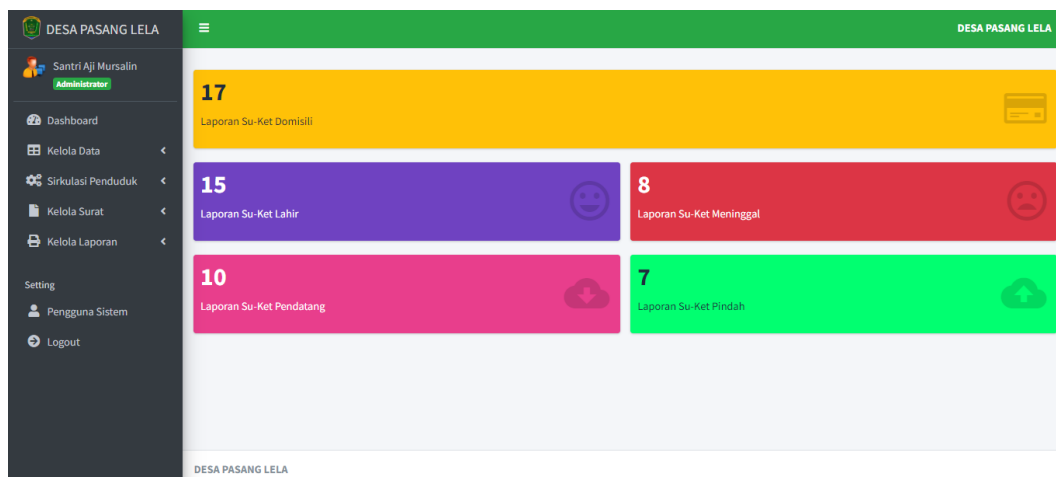 DESA PASANG LELA
DESA PASANG LELA
Santri Aji Mursalin
Administrator
Dashboard
Kelola Data
Sirkulasi Penduduk
Kelola Surat
Kelola Laporan
Setting
Pengguna Sistem
Logout
17
Laporan Su-Ket Domisili
15
Laporan Su-Ket Lahir
8
Laporan Su-Ket Meninggal
10
Laporan Su-Ket Pendatang
7
Laporan Su-Ket Pindah
DESA PASANG LELA